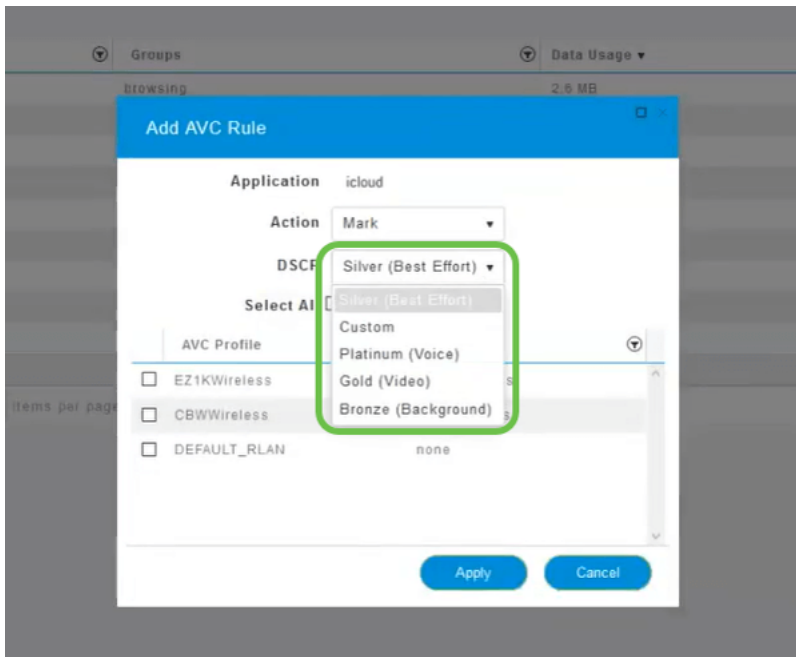 Groups Data Usage
browsing 2.6 MB
Add AVC Rule
Application icloud
Action Mark
DSCP Silver (Best Effort)
Select Al Silver (Best Effort)
Custom
AVC Profile
Platinum (Voice)
EZ1KWireless Gold (Video) s
Items per page CBWWireless Bronze (Background) s
DEFAULT_RLAN none
Apply Cancel